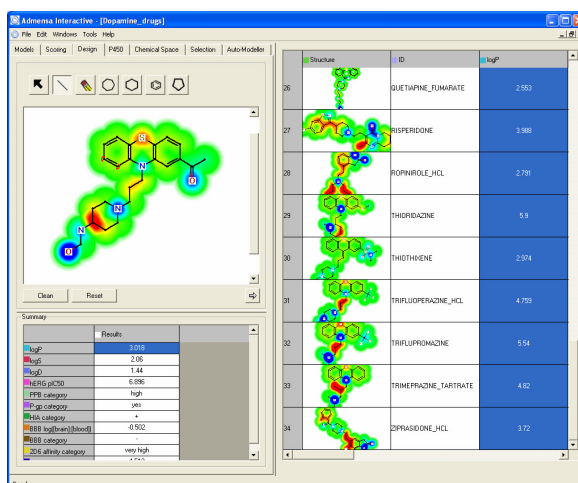 Admensa Interactive - [Dopamine_drugs]
File Edit Windows Tools Help
Models Scoring Design P450 Chemical Space Selection Auto-Modeller
S
N
O
N
N
O
Clean Reset
Summary
Results
logP 3.018
logS 2.06
logD 1.44
hERG pIC50 6.896
PPB category high
P-gp category yes
HIA category +
BBB log([brain]:[blood]) -0.502
BBB category -
2D6 affinity category very high
Structure ID logP
26 QUETIAPINE_FUMARATE 2.553
27 RISPERIDONE 3.988
28 ROPINIROLE_HCL 2.791
29 THIORIDAZINE 5.9
30 THIOTHIXENE 2.974
31 TRIFLUOPERAZINE_HCL 4.759
32 TRIFLUPROMAZINE 5.54
33 TRIMEPRAZINE_TARTRATE 4.82
34 ZIPRASIDONE_HCL 3.72